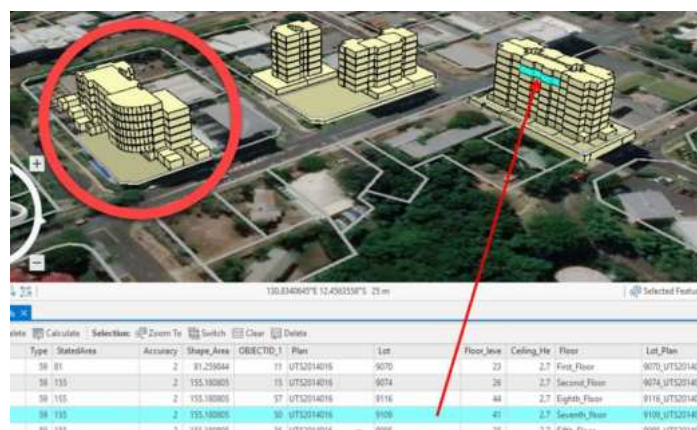 130.8340645°E 12.4563558°S 25 m
Selected Featur
Calculate Selection: Zoom To Switch Clear Delete
Type StatedArea Accuracy Shape_Area OBJECTID_1 Plan Lot Floor_leve Ceiling_He Floor Lot_Plan
59 81 2 81.259844 11 UTS2014016 9070 23 2.7 First_Floor 9070_UTS20140
59 155 2 155.180805 15 UTS2014016 9074 26 2.7 Second_Floor 9074_UTS20140
59 155 2 155.180805 57 UTS2014016 9116 44 2.7 Eighth_Floor 9116_UTS20140
59 155 2 155.180805 50 UTS2014016 9109 41 2.7 Seventh_floor 9109_UTS20140